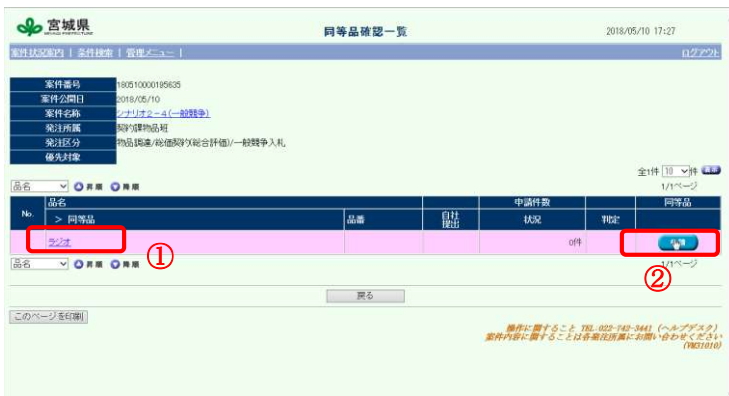 宮城県
MIYAGI PREFECTURE
同等品確認一覧
2018/05/10 17:27
案件状況案内 | 条件検索 | 管理メニュー |
ログアウト
案件番号 180510000195635
案件公開日 2018/05/10
案件名称 シナリオ2-4(一般競争)
発注所属 契約課物品班
発注区分 物品調達/総価契約(総合評価)/一般競争入札
優先対象
全1件 10 件 表示
品名 昇順 降順 1/1ページ
No. 品名 申請件数 同等品
> 同等品 品番 自社提出 状況 判定
ラジオ 0件
品名 昇順 降順 ① 1/1ページ
②
戻る
このページを印刷
操作に関すること TEL:022-742-3441 (ヘルプデスク)
案件内容に関することは各発注所属にお問い合わせください
(VM31010)